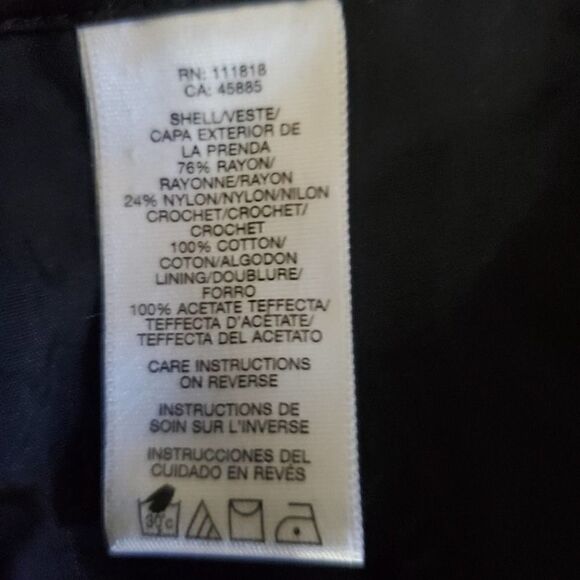 RN: 111818
CA: 45885
SHELL/VESTE/
CAPA EXTERIOR DE
LA PRENDA
76% RAYON/
RAYONNE/RAYON
24% NYLON/NYLON/NILON
CROCHET/CROCHET/
CROCHET
100% COTTON/
COTON/ALGODON
LINING/DOUBLURE/
FORRO
100% ACETATE TEFFECTA/
TEFFECTA D'ACÉTATE/
TEFFECTA DEL ACETATO
CARE INSTRUCTIONS
ON REVERSE
INSTRUCTIONS DE
SOIN SUR L'INVERSE
INSTRUCCIONES DEL
CUIDADO EN REVÉS
30°C